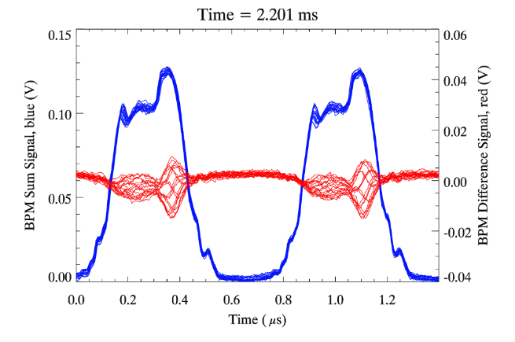 Time = 2.201 ms
0.15
0.10
0.05
0.00
BPM Sum Signal, blue (V)
0.06
0.04
0.02
0.00
-0.02
-0.04
BPM Difference Signal, red (V)
0.0 0.2 0.4 0.6 0.8 1.0 1.2
Time ( μs)